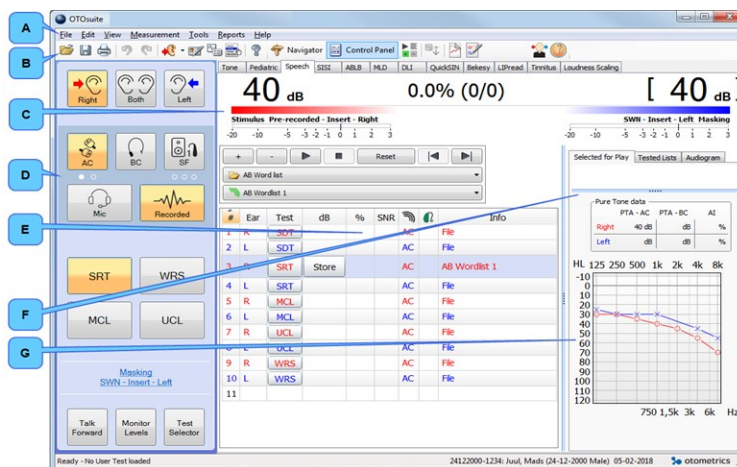 OTOsuite
A
File Edit View Measurement Tools Reports Help
B
Navigator Control Panel
Tone Pediatric Speech SISI ABLB MLD DLI QuickSIN Bekesy LIPread Tinnitus Loudness Scaling
Right Both Left
40 dB 0.0% (0/0) [ 40 dB ]
C
Stimulus Pre-recorded - Insert - Right SWN - Insert - Left Masking
-20 -10 -5 -3 -2 -1 0 1 2 3 -20 -10 -5 -3 -2 -1 0 1 2 3
AC BC SF
+ - Reset
Selected for Play Tested Lists Audiogram
D
AB Word list
AB Wordlist 1
Mic Recorded
Pure Tone data
PTA - AC PTA - BC AI
Right 40 dB dB %
Left dB dB %
E
# Ear Test dB % SNR Info
1 R SDT AC File
2 L SDT AC File
3 R SRT Store AC AB Wordlist 1
4 L SRT AC File
5 R MCL AC File
6 L MCL AC File
7 R UCL AC File
8 L UCL AC File
9 R WRS AC File
10 L WRS AC File
11
SRT WRS
MCL UCL
F
G
HL 125 250 500 1k 2k 4k 8k
-10
0
10
20
30
40
50
60
70
80
90
100
110
120
750 1,5k 3k 6k Hz
Masking
SWN - Insert - Left
Talk Forward
Monitor Levels
Test Selector
Ready - No User Test loaded 24122000-1234: Juul, Mads (24-12-2000 Male) 05-02-2018 otometrics